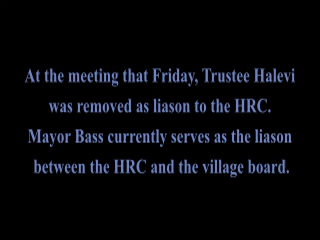 At the meeting that Friday, Trustee Halevi
was removed as liason to the HRC.
Mayor Bass currently serves as the liason
between the HRC and the village board.